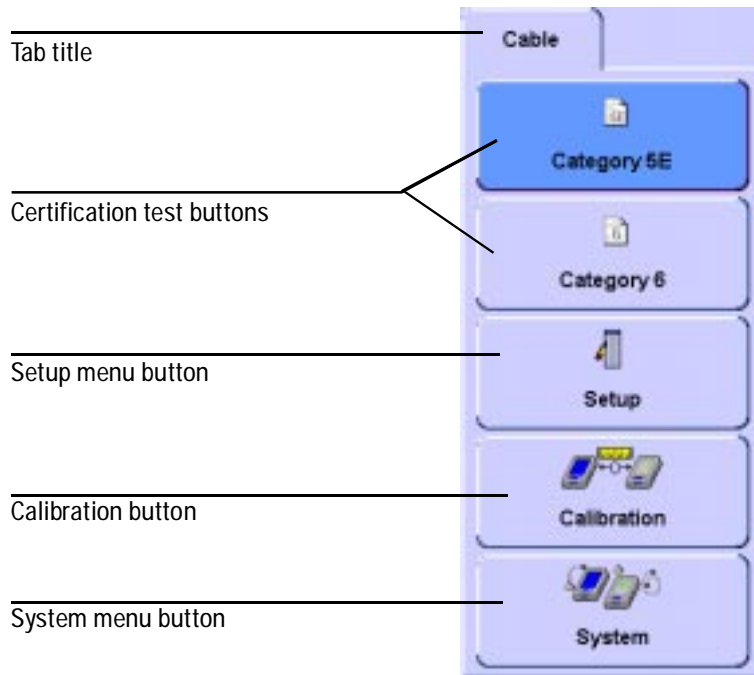 Cable
Tab title
Category 5E
Certification test buttons
Category 6
Setup menu button
Setup
Calibration button
Calibration
System menu button
System